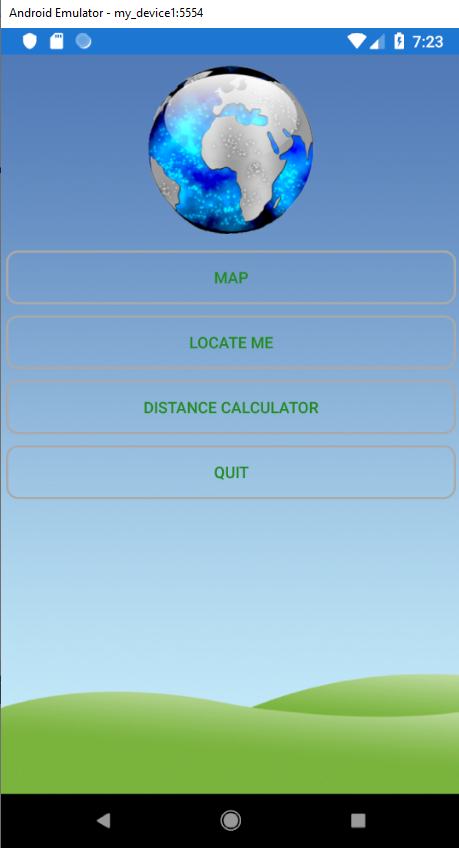 Android Emulator - my_device1:5554
7:23
MAP
LOCATE ME
DISTANCE CALCULATOR
QUIT